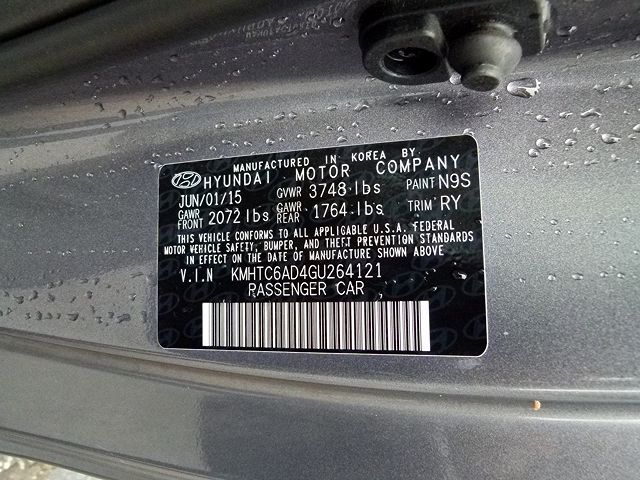 MANUFACTURED IN KOREA BY:
HYUNDAI MOTOR COMPANY
JUN/01/15 GVWR 3748 lbs PAINT N9S
GAWR FRONT 2072 lbs GAWR REAR 1764 lbs TRIM RY
THIS VEHICLE CONFORMS TO ALL APPLICABLE U.S.A. FEDERAL
MOTOR VEHICLE SAFETY, BUMPER, AND THEFT PREVENTION STANDARDS
IN EFFECT ON THE DATE OF MANUFACTURE SHOWN ABOVE.
V.I.N KMHTC6AD4GU264121
PASSENGER CAR